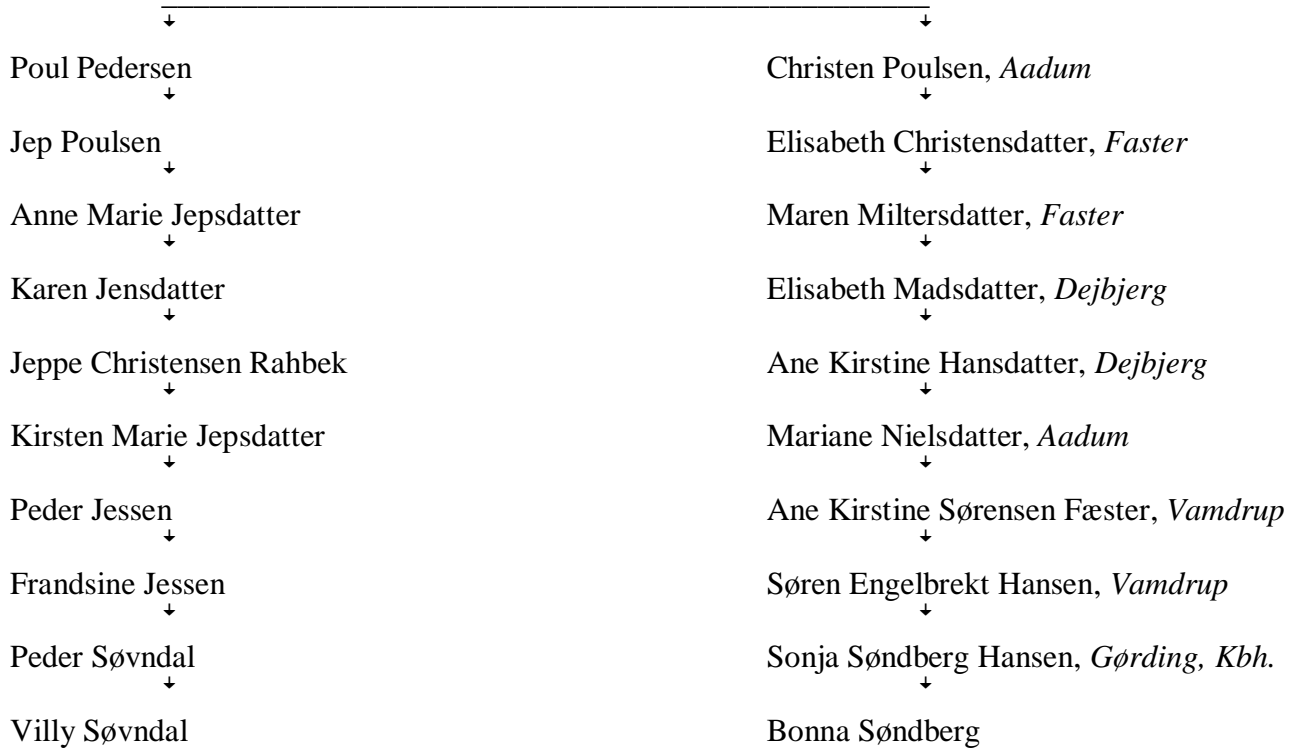 Poul Pedersen Christen Poulsen, Aadum
Jep Poulsen Elisabeth Christensdatter, Faster
Anne Marie Jepsdatter Maren Miltersdatter, Faster
Karen Jensdatter Elisabeth Madsdatter, Dejbjerg
Jeppe Christensen Rahbek Ane Kirstine Hansdatter, Dejbjerg
Kirsten Marie Jepsdatter Mariane Nielsdatter, Aadum
Peder Jessen Ane Kirstine Sørensen Fæster, Vamdrup
Frandsine Jessen Søren Engelbrekt Hansen, Vamdrup
Peder Søvndal Sonja Søndberg Hansen, Gørding, Kbh.
Villy Søvndal Bonna Søndberg